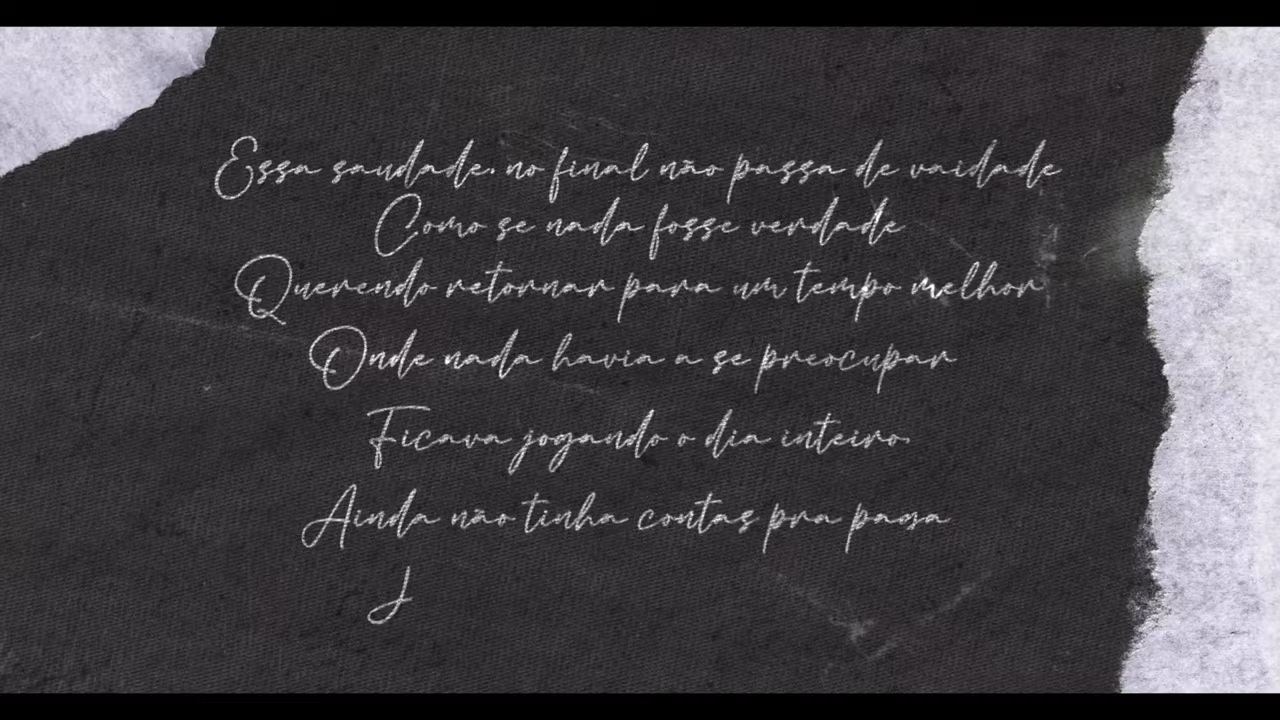 Essa saudade, no final não passa de vaidade
Como se nada fosse verdade
Querendo retornar para um tempo melhor
Onde nada havia a se preocupar
Ficava jogando o dia inteiro,
Ainda não tinha contas pra paga
J